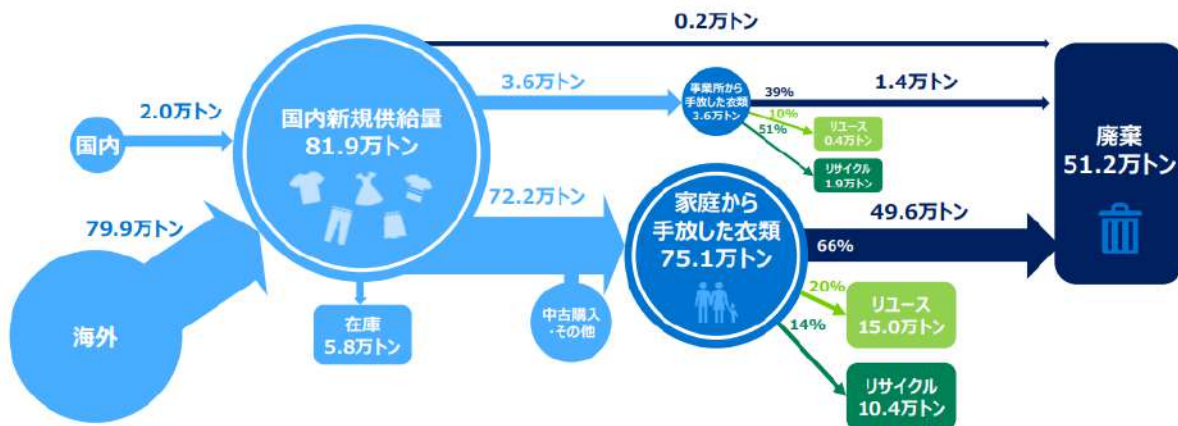 0.2万トン
2.0万トン
国内
79.9万トン
海外
国内新規供給量
81.9万トン
在庫
5.8万トン
3.6万トン
事業所から
手放した衣類
3.6万トン
39%
1.4万トン
10%
リユース
0.4万トン
51%
リサイクル
1.9万トン
72.2万トン
中古購入
・その他
家庭から
手放した衣類
75.1万トン
49.6万トン
66%
20%
リユース
15.0万トン
14%
リサイクル
10.4万トン
廃棄
51.2万トン